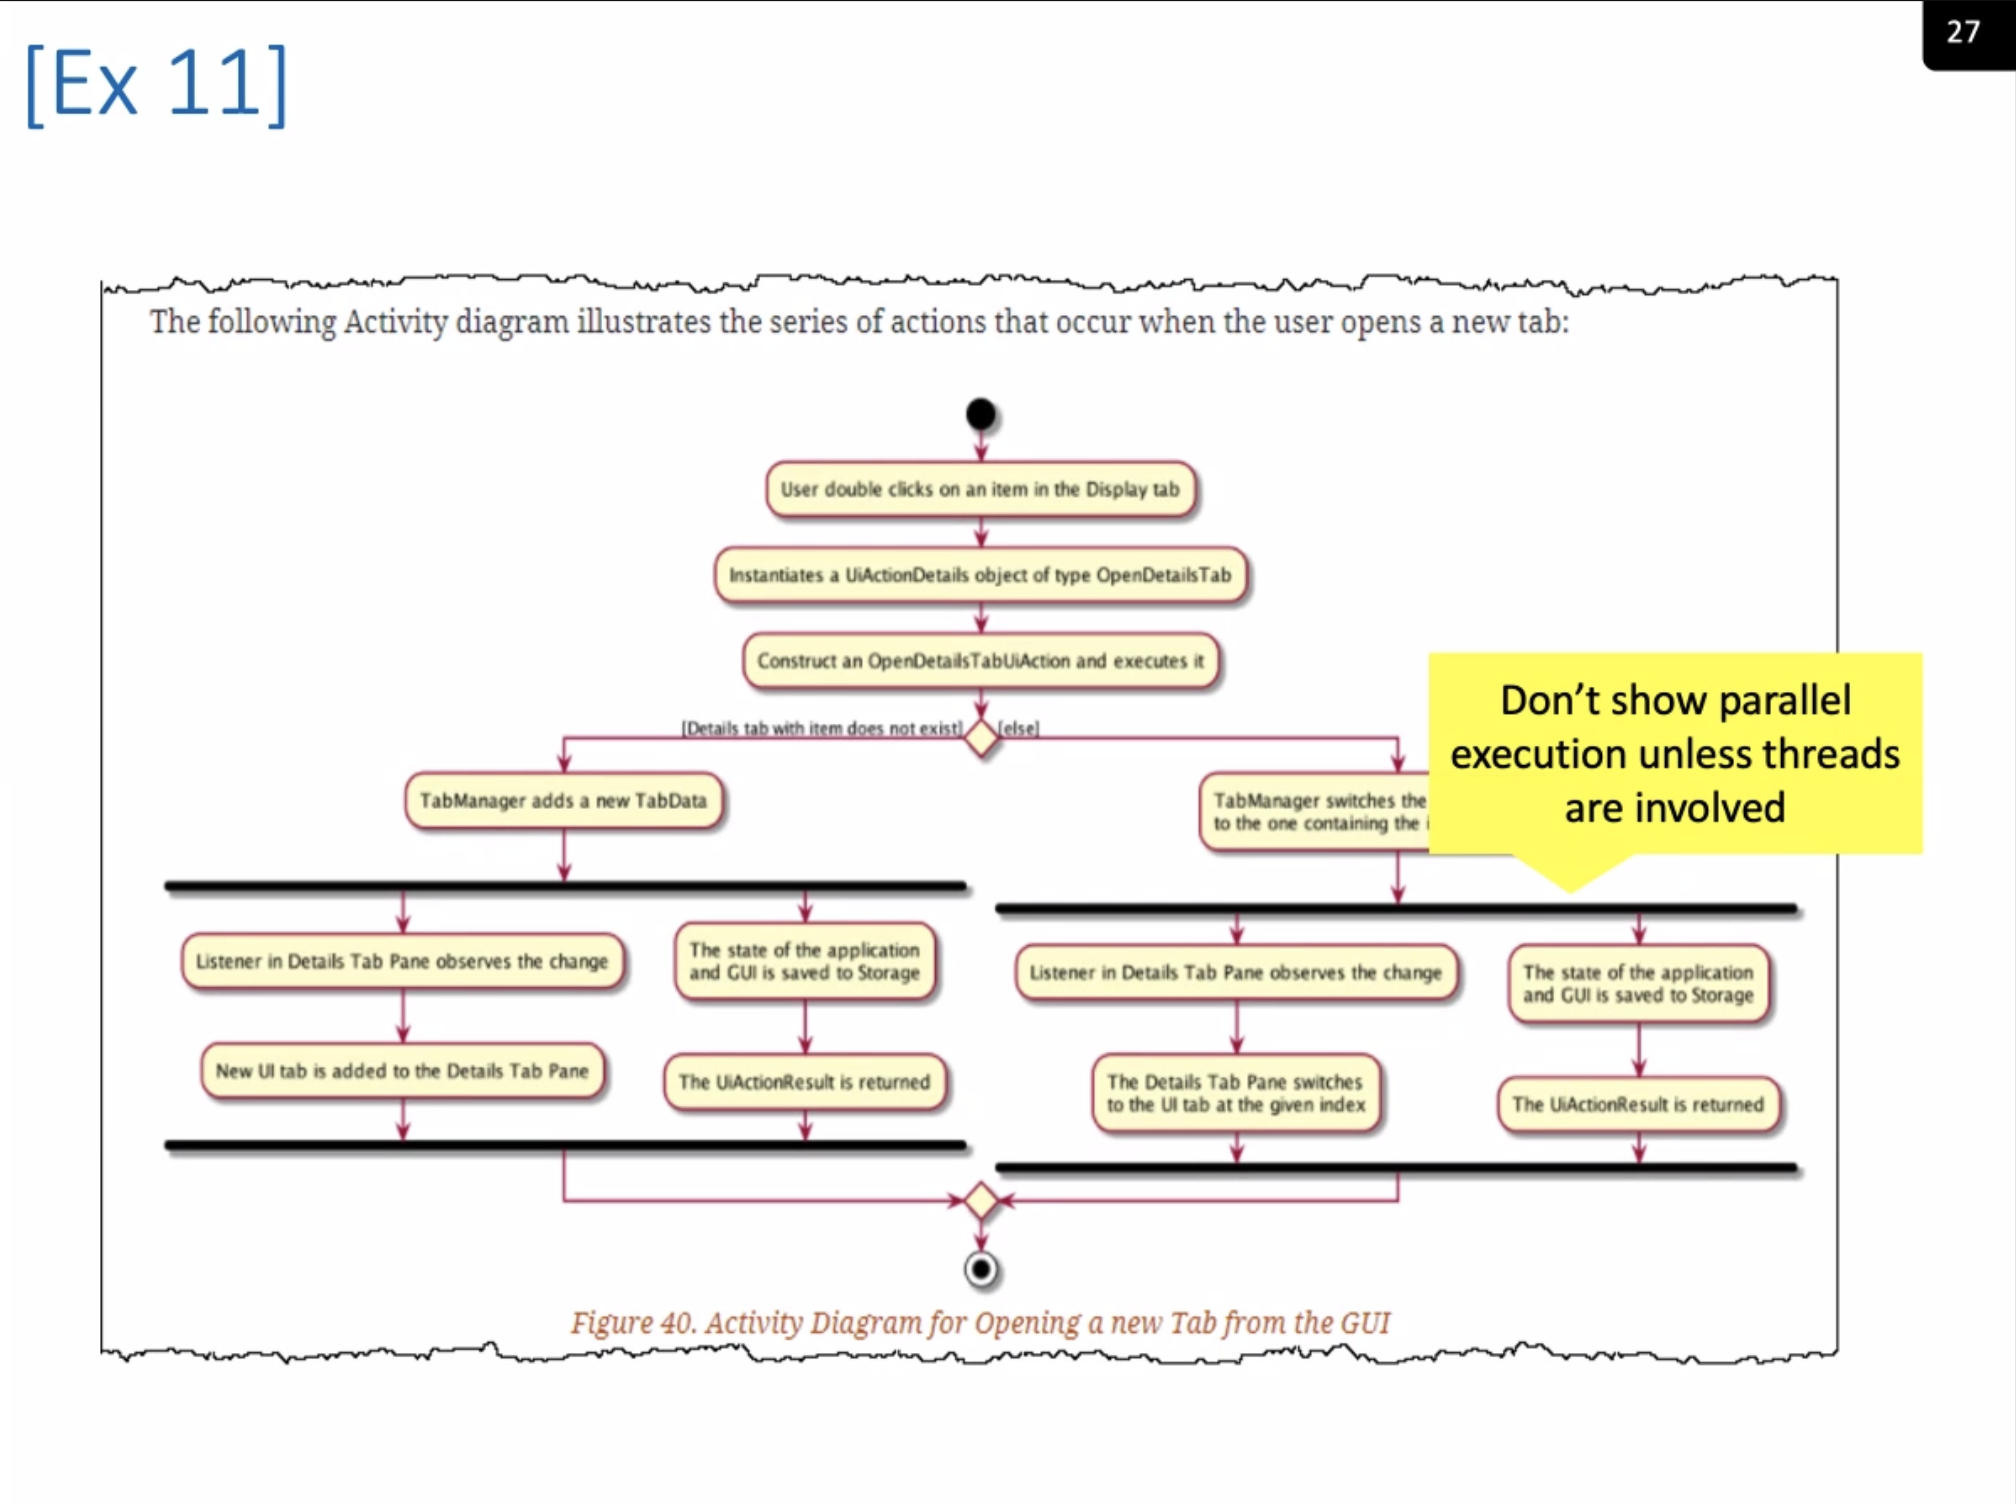 27
[Ex 11]
The following Activity diagram illustrates the series of actions that occur when the user opens a new tab:
User double clicks on an item in the Display tab
Instantiates a UiActionDetails object of type OpenDetailsTab
Construct an OpenDetailsTabUiAction and executes it
[Details tab with item does not exist]
[else]
Don't show parallel
execution unless threads
are involved
TabManager adds a new TabData
TabManager switches the
to the one containing the
Listener in Details Tab Pane observes the change
The state of the application
and GUI is saved to Storage
New UI tab is added to the Details Tab Pane
The UiActionResult is returned
Listener in Details Tab Pane observes the change
The state of the application
and GUI is saved to Storage
The Details Tab Pane switches
to the UI tab at the given index
The UiActionResult is returned
Figure 40. Activity Diagram for Opening a new Tab from the GUI